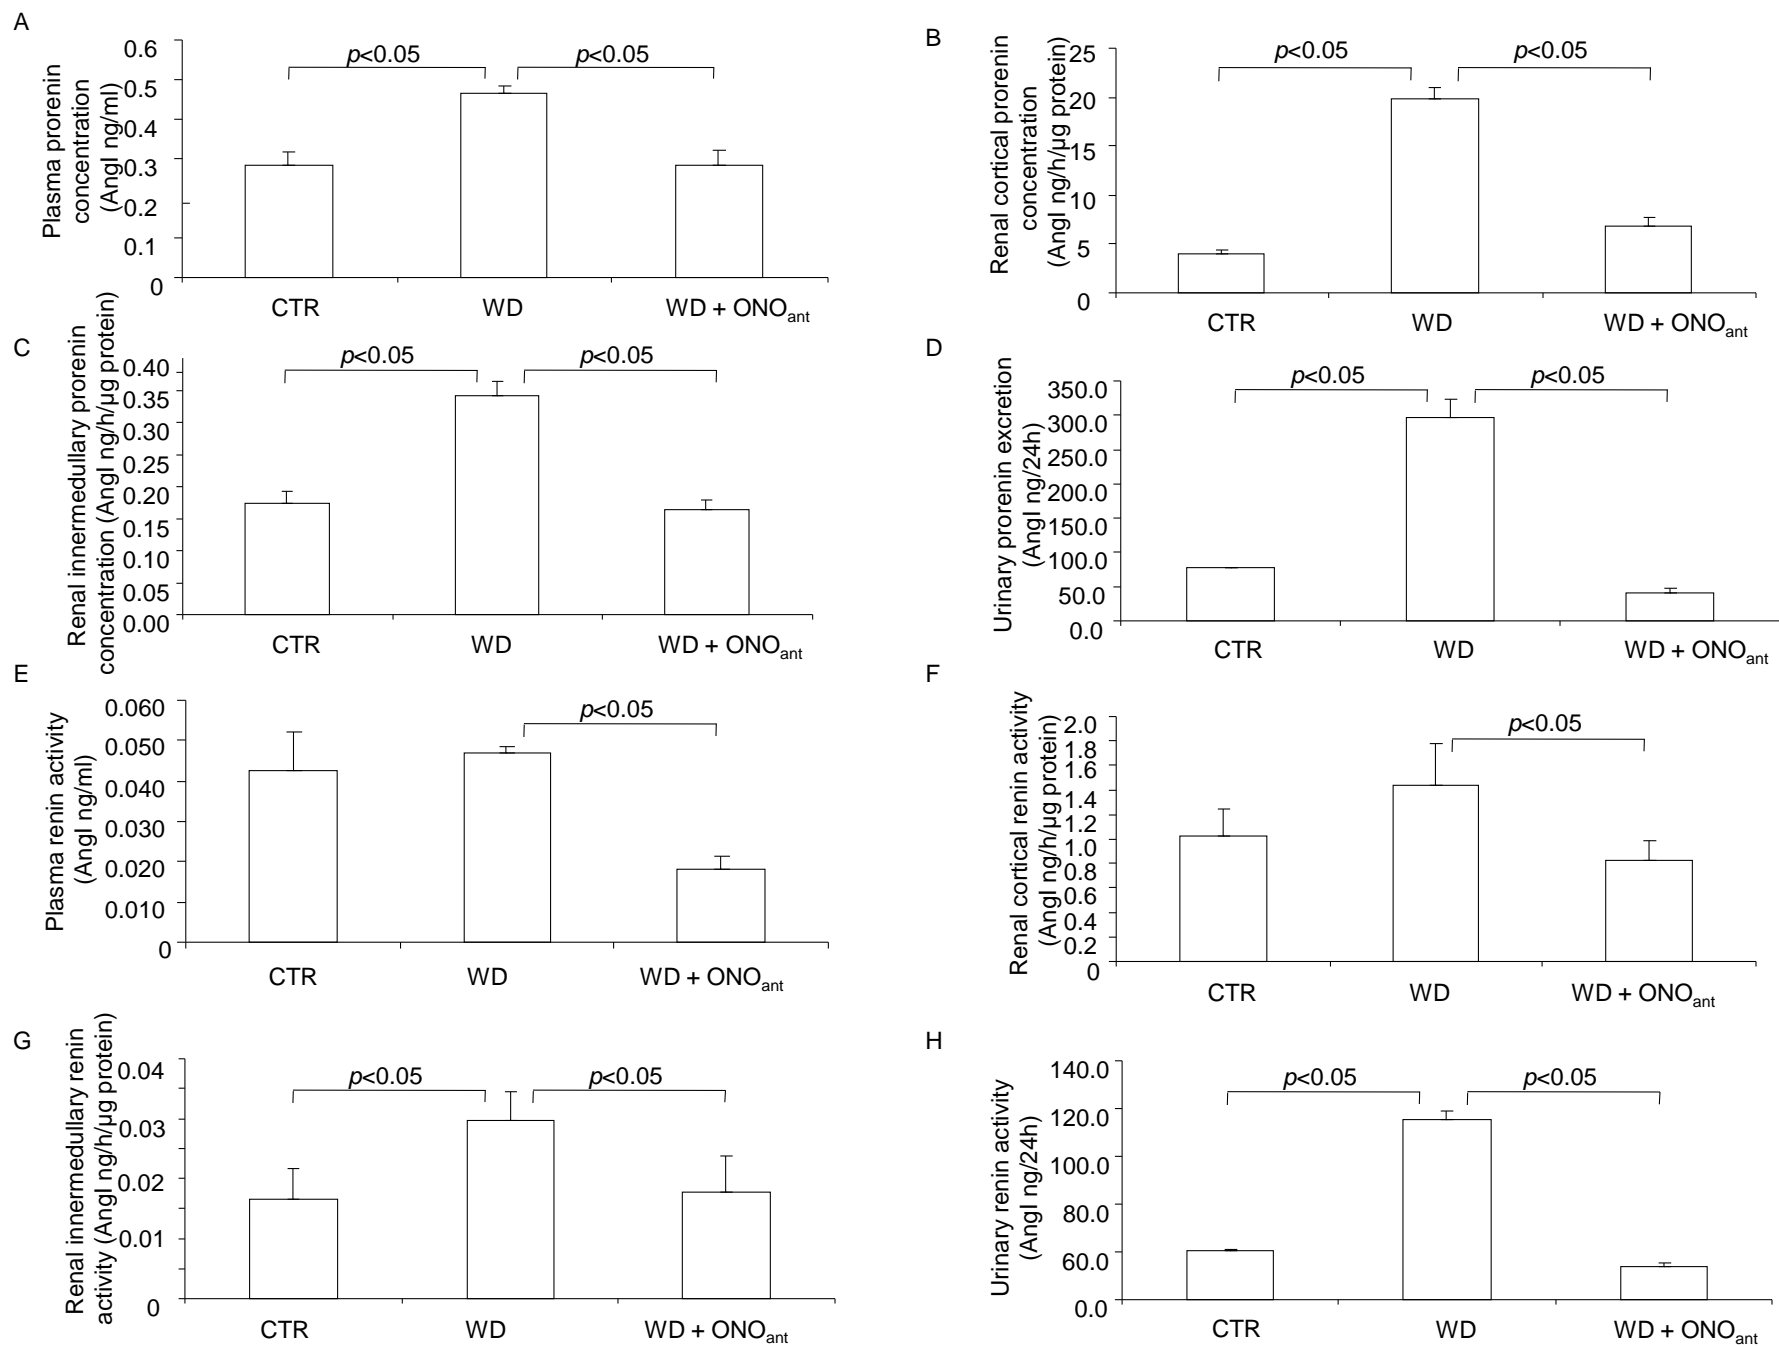 A
Plasma prorenin
concentration
(AngI ng/ml)
0.6
0.5
0.4
0.3
0.2
0.1
0
p<0.05
p<0.05
CTR
WD
WD + ONOant
B
Renal cortical prorenin
concentration
(AngI ng/h/µg protein)
25
20
15
10
5
0
p<0.05
p<0.05
CTR
WD
WD + ONOant
C
Renal innermedullary prorenin
concentration (AngI ng/h/µg protein)
0.40
0.35
0.30
0.25
0.20
0.15
0.10
0.05
0.00
p<0.05
p<0.05
CTR
WD
WD + ONOant
D
Urinary prorenin excretion
(AngI ng/24h)
350.0
300.0
250.0
200.0
150.0
100.0
50.0
0.0
p<0.05
p<0.05
CTR
WD
WD + ONOant
E
Plasma renin activity
(AngI ng/ml)
0.060
0.050
0.040
0.030
0.020
0.010
0
p<0.05
CTR
WD
WD + ONOant
F
Renal cortical renin activity
(AngI ng/h/µg protein)
2.0
1.8
1.6
1.4
1.2
1.0
0.8
0.6
0.4
0.2
0
p<0.05
CTR
WD
WD + ONOant
G
Renal innermedullary renin
activity (AngI ng/h/µg protein)
0.04
0.03
0.02
0.01
0
p<0.05
p<0.05
CTR
WD
WD + ONOant
H
Urinary renin activity
(AngI ng/24h)
140.0
120.0
100.0
80.0
60.0
0.0
p<0.05
p<0.05
CTR
WD
WD + ONOant